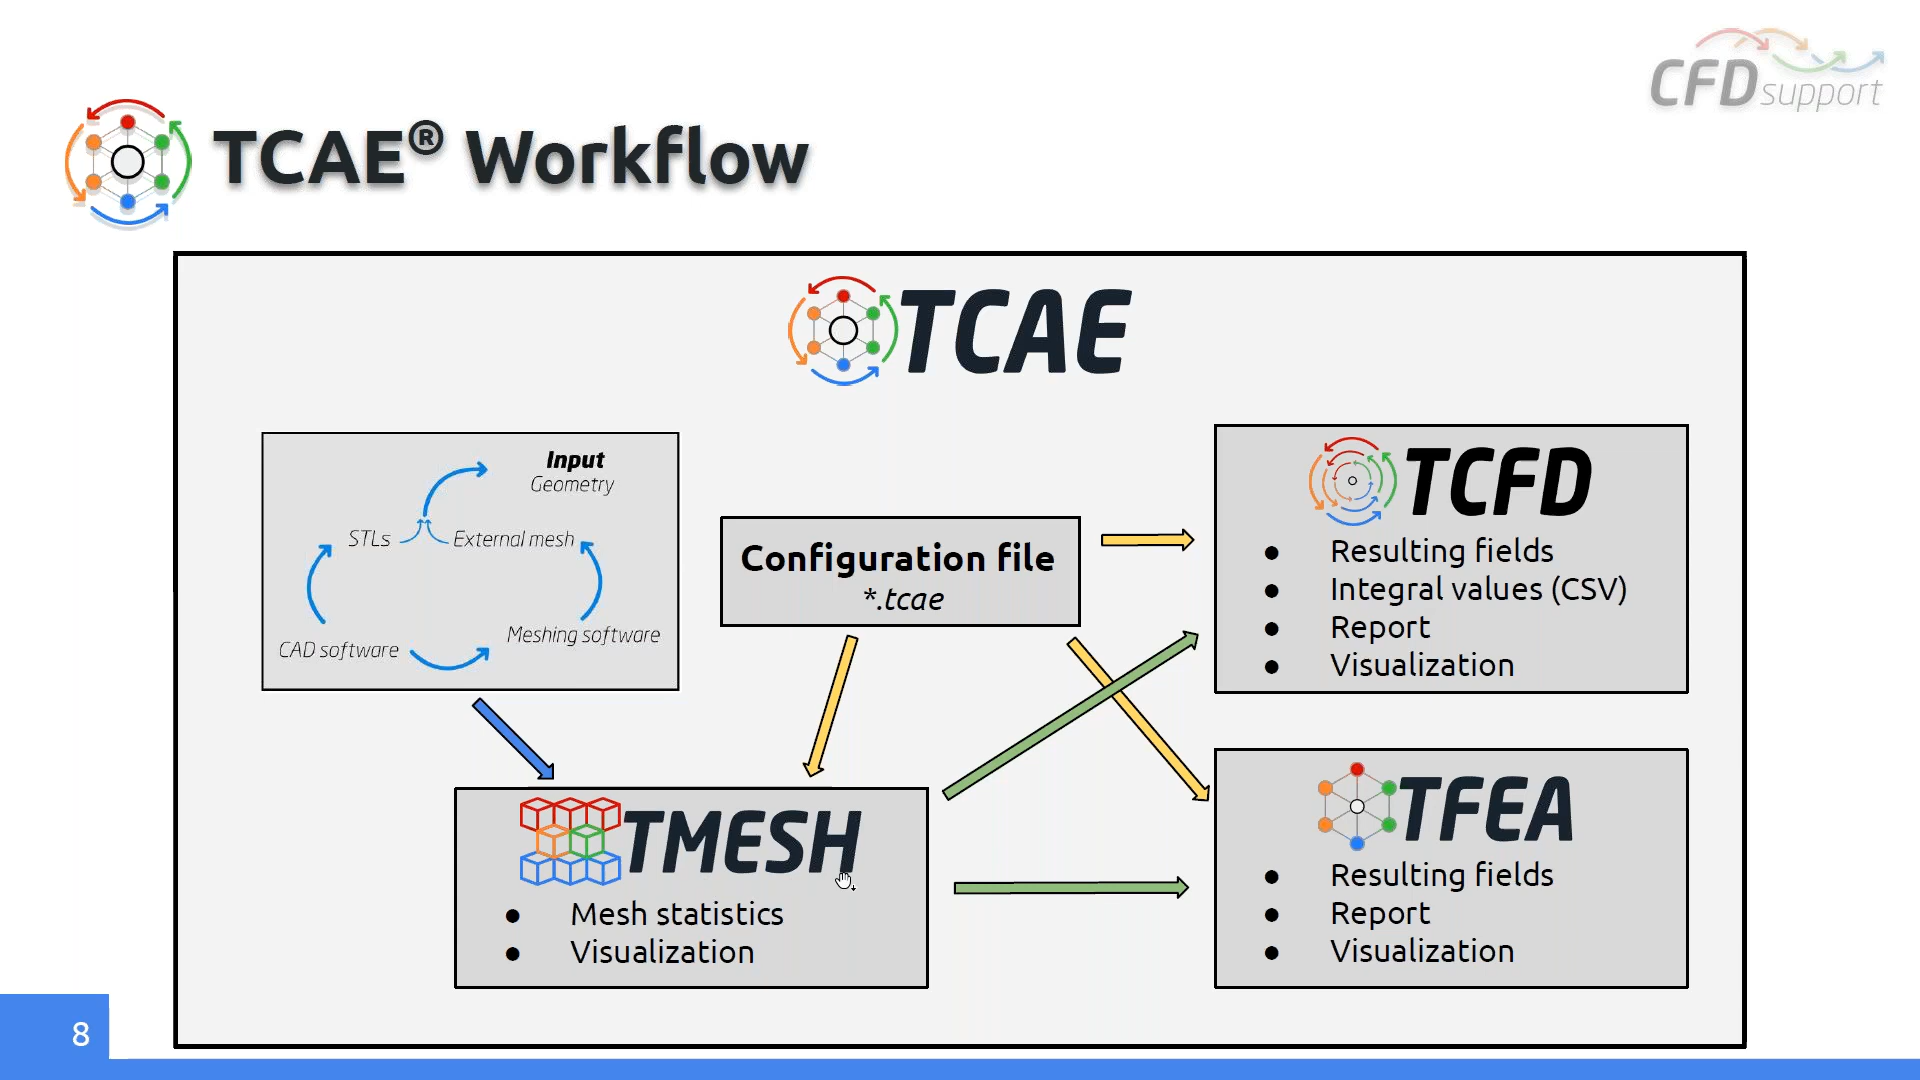 CFD support
TCAE® Workflow
TCAE
Input
Geometry
STLs
External mesh
CAD software
Meshing software
Configuration file
*.tcae
TCFD
● Resulting fields
● Integral values (CSV)
● Report
● Visualization
TMESH
● Mesh statistics
● Visualization
TFEA
● Resulting fields
● Report
● Visualization
8